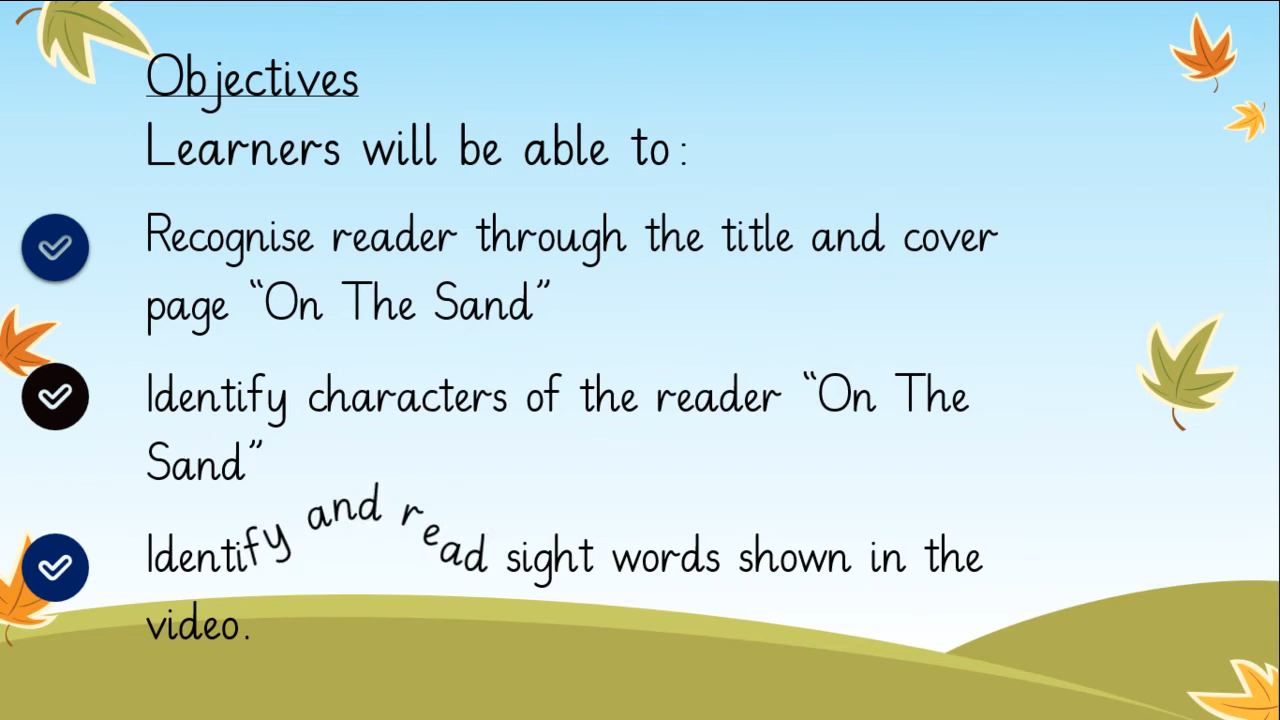 Objectives
Learners will be able to:
Recognise reader through the title and cover
page “On The Sand”
Identify characters of the reader “On The
Sand”
Identify and read sight words shown in the
video.